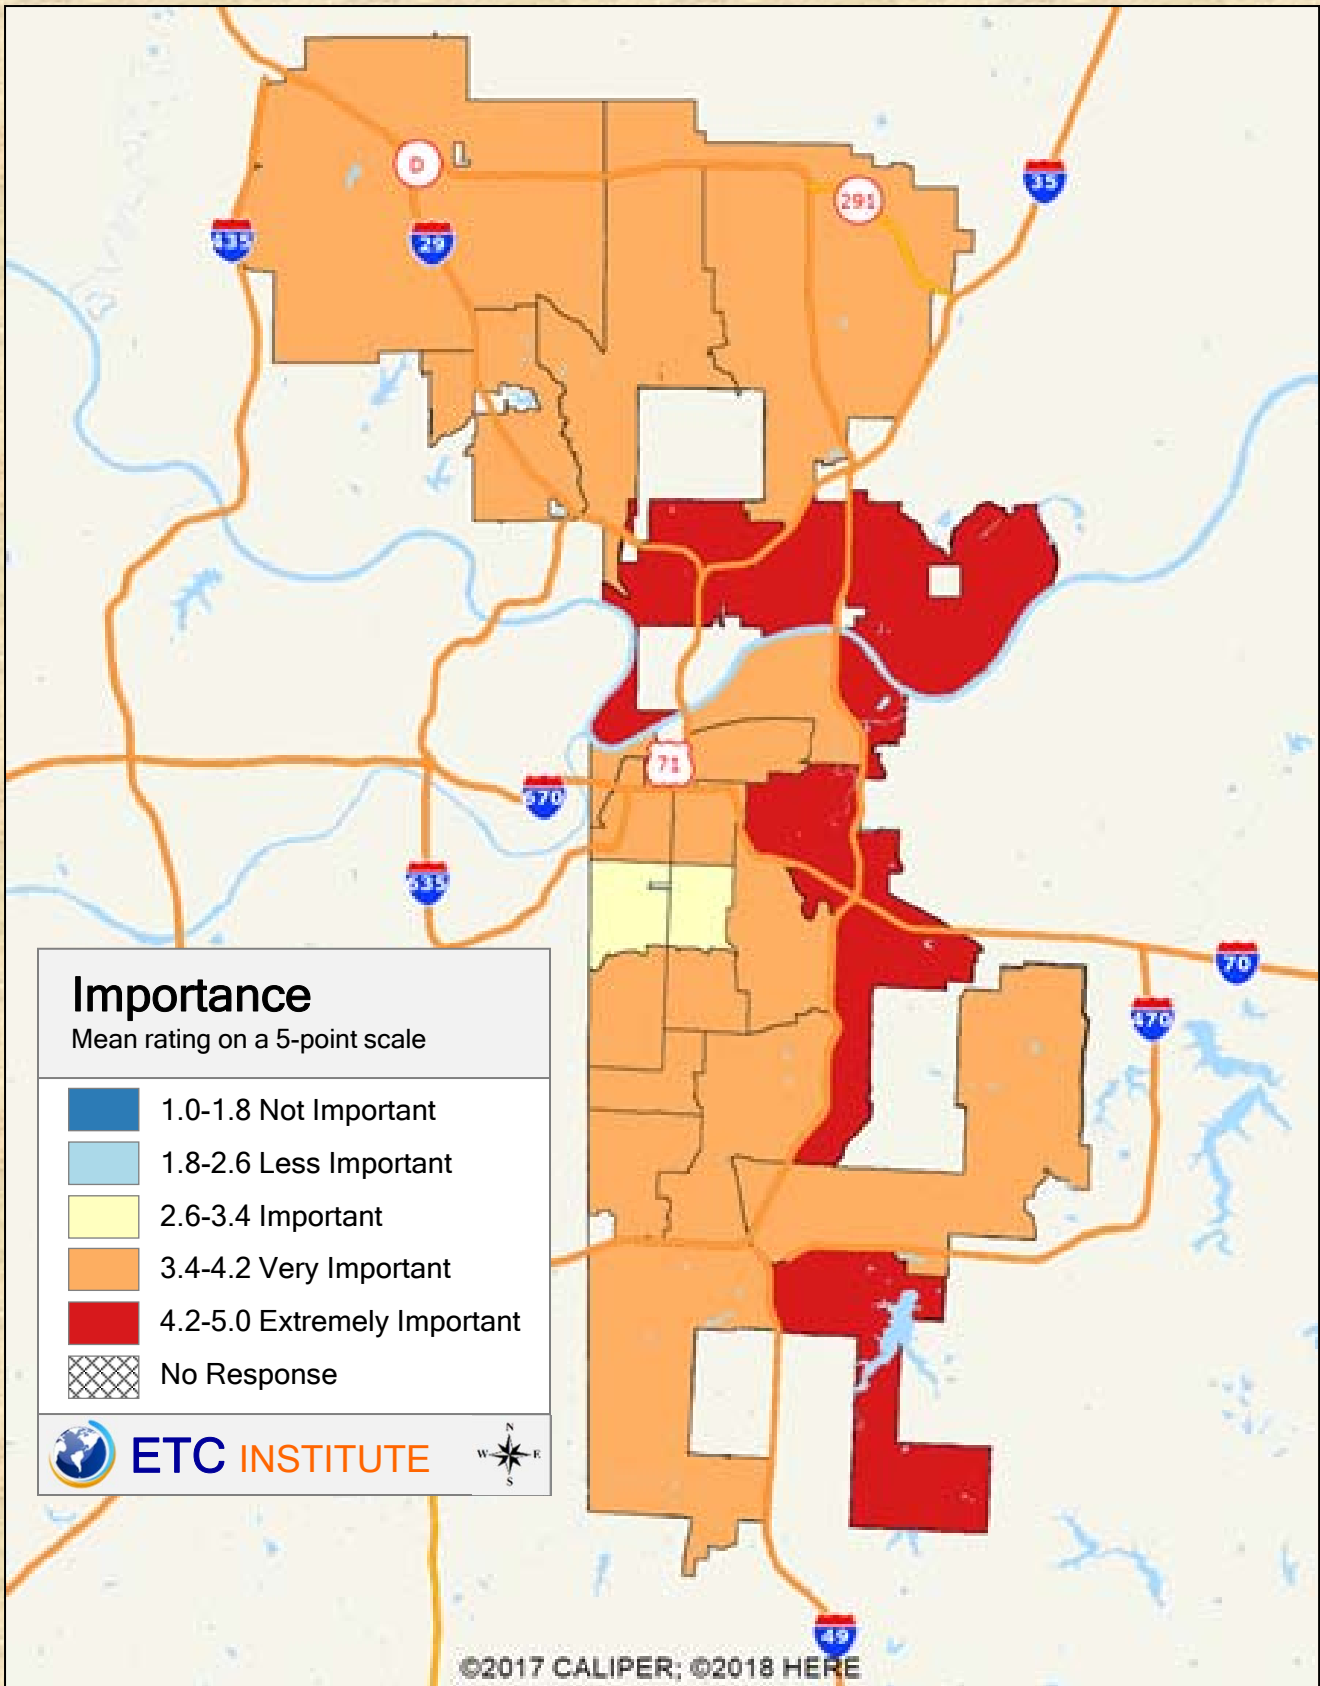 D
291
35
435
29
71
670
635
70
470
Importance
Mean rating on a 5-point scale
1.0-1.8 Not Important
1.8-2.6 Less Important
2.6-3.4 Important
3.4-4.2 Very Important
4.2-5.0 Extremely Important
No Response
ETC INSTITUTE
N
W E
S
49
©2017 CALIPER; ©2018 HERE